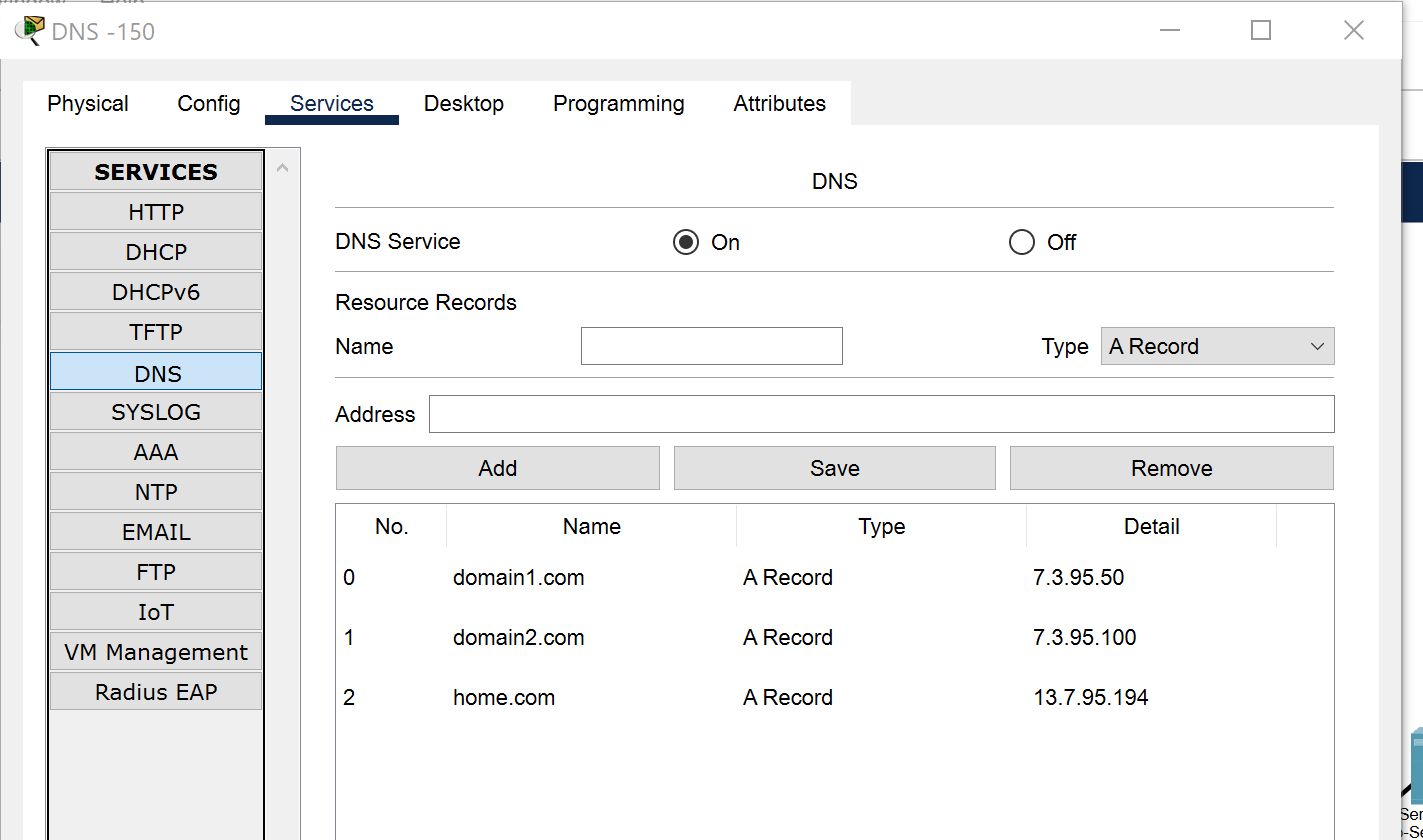 DNS -150
Physical Config Services Desktop Programming Attributes
SERVICES
HTTP
DHCP
DHCPv6
TFTP
DNS
SYSLOG
AAA
NTP
EMAIL
FTP
IoT
VM Management
Radius EAP
DNS
DNS Service On Off
Resource Records
Name Type A Record
Address
Add Save Remove
No. Name Type Detail
0 domain1.com A Record 7.3.95.50
1 domain2.com A Record 7.3.95.100
2 home.com A Record 13.7.95.194